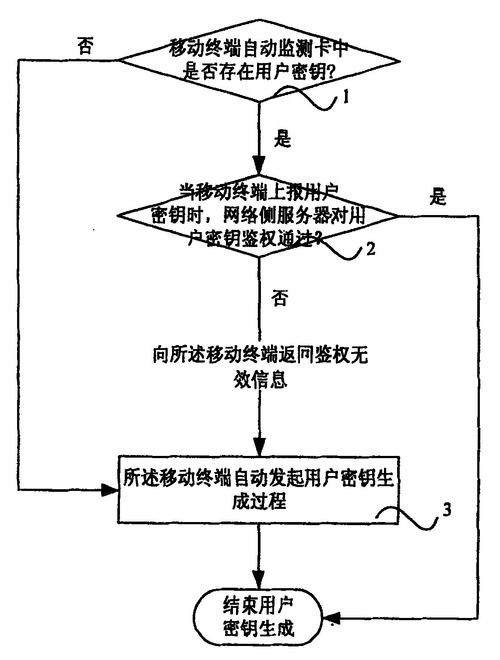 否
移动终端自动监测卡中
是否存在用户密钥?
1
是
当移动终端上报用户
密钥时，网络侧服务器对用
户密钥鉴权通过?
是
2
否
向所述移动终端返回鉴权无
效信息
所述移动终端自动发起用户密钥生
成过程
3
结束用户
密钥生成